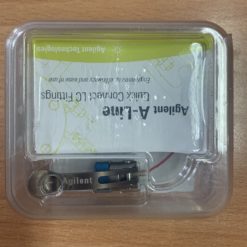 Agilent Technologies
Agilent A-Line
Quick Connect LC Fittings
Agilent